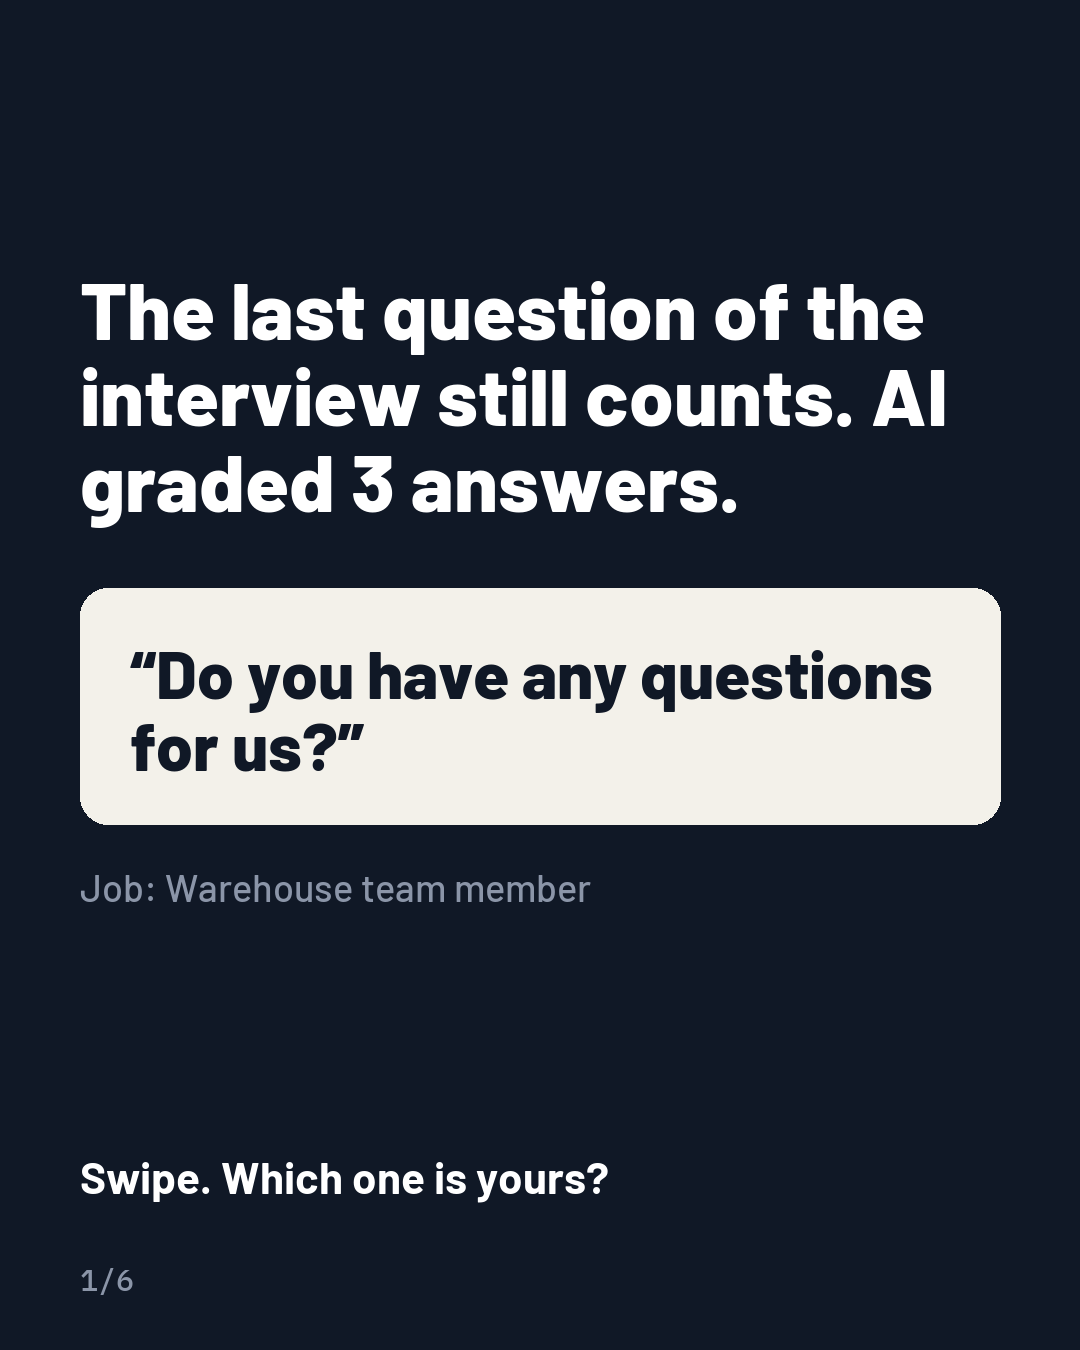 The last question of the
interview still counts. AI
graded 3 answers.
“Do you have any questions
for us?”
Job: Warehouse team member
Swipe. Which one is yours?
1/6